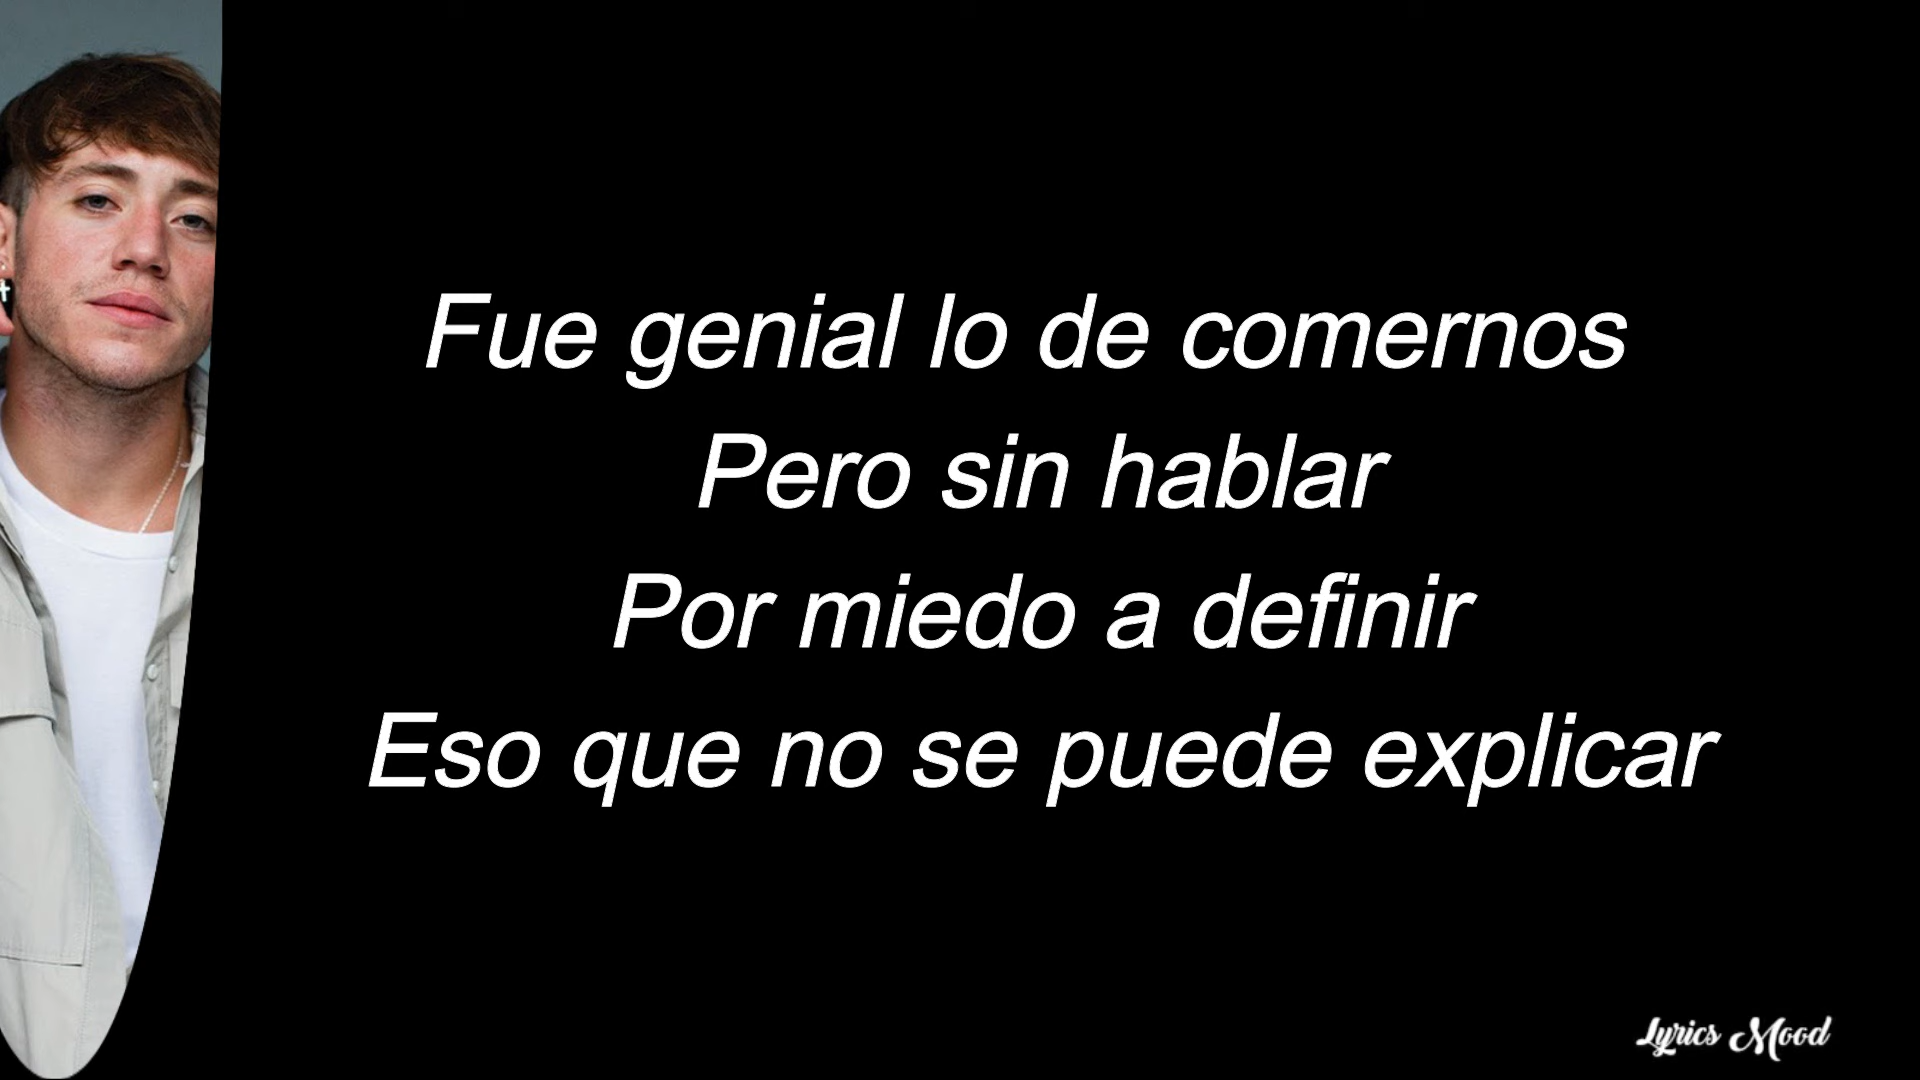 Fue genial lo de comernos
Pero sin hablar
Por miedo a definir
Eso que no se puede explicar
Lyrics Mood